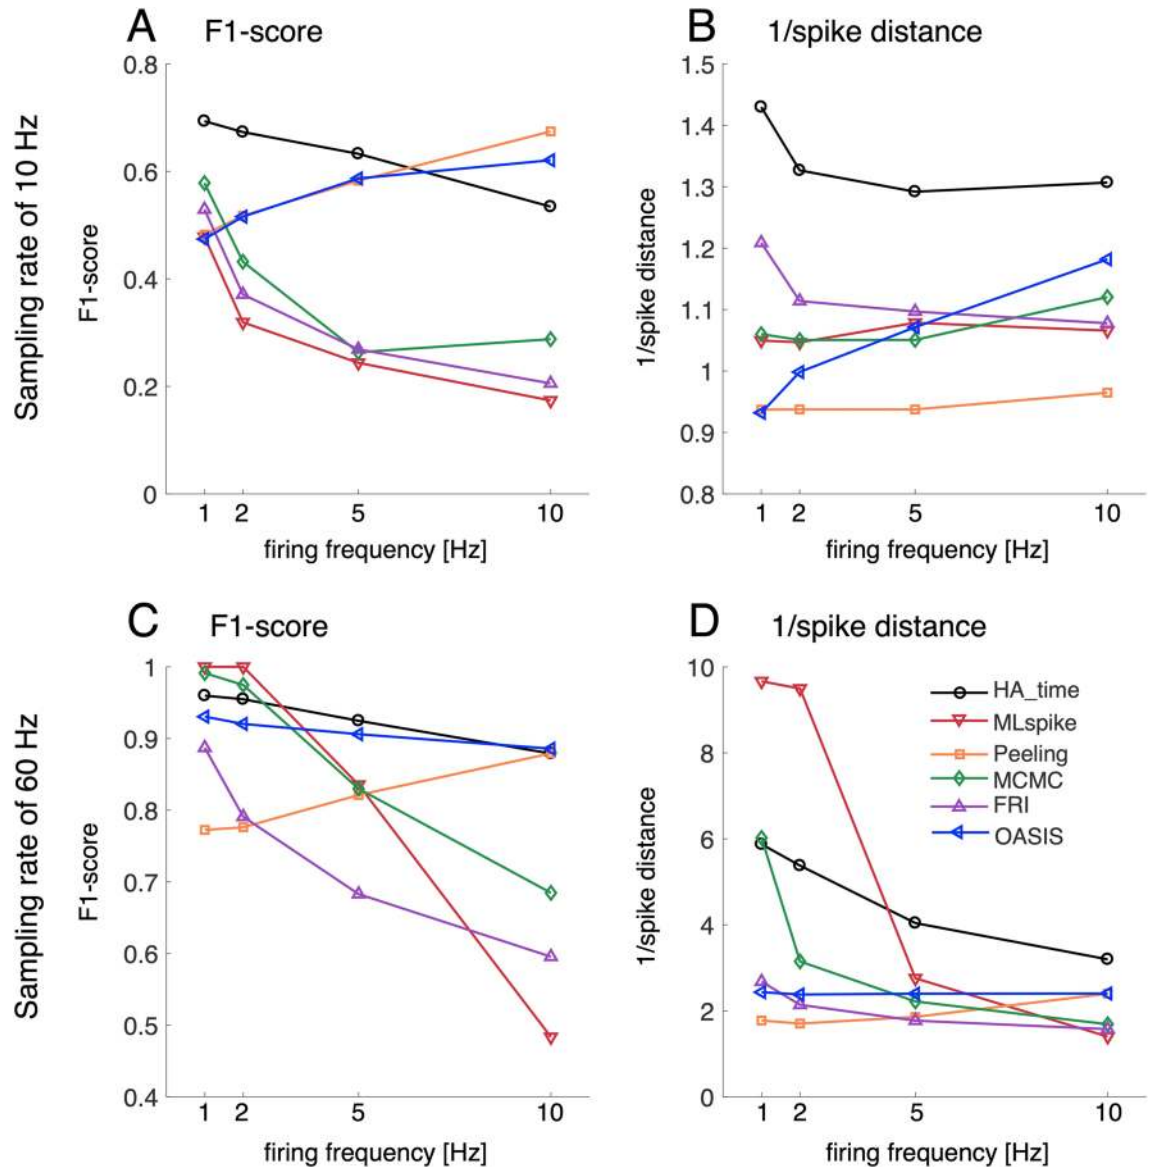 A F1-score
B 1/spike distance
Sampling rate of 10 Hz
F1-score
0.8
0.6
0.4
0.2
0
1 2 5 10
firing frequency [Hz]
1/spike distance
1.5
1.4
1.3
1.2
1.1
1
0.9
0.8
1 2 5 10
firing frequency [Hz]
C F1-score
D 1/spike distance
Sampling rate of 60 Hz
F1-score
1
0.9
0.8
0.7
0.6
0.5
0.4
1 2 5 10
firing frequency [Hz]
1/spike distance
10
8
6
4
2
0
HA_time
MLspike
Peeling
MCMC
FRI
OASIS
1 2 5 10
firing frequency [Hz]